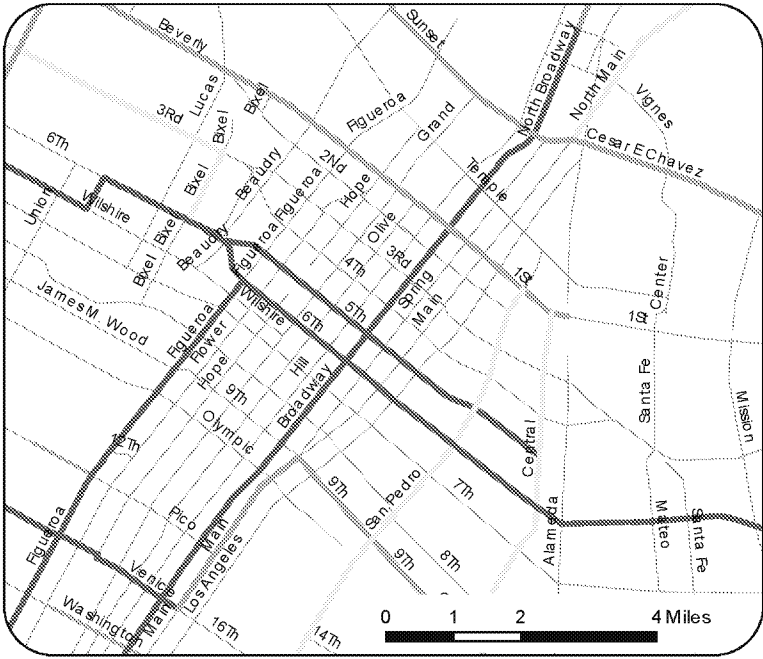 Beverly
Sunset
North Broadway
North Main
Vignes
Cesar E Chavez
Lucas
Bixel
3Rd
Figueroa
Grand
6Th
Bixel
Bixel
Beaudry
2Nd
Temple
Figueroa
Hope
Union
Wilshire
Bixel
Bixel
Beaudry
Figueroa
Olive
3Rd
4Th
1St
Center
1St
James M. Wood
Wilshire
6Th
5Th
Spring
Main
Figueroa
Flower
Hope
9Th
Hill
Broadway
Olympic
Santa Fe
Mission
12Th
Central
9Th
San Pedro
7Th
Pico
Main
Alameda
Mateo
Santa Fe
Figueroa
Los Angeles
9Th
8Th
Venice
Washington
Main
16Th
14Th
0 1 2 4 Miles